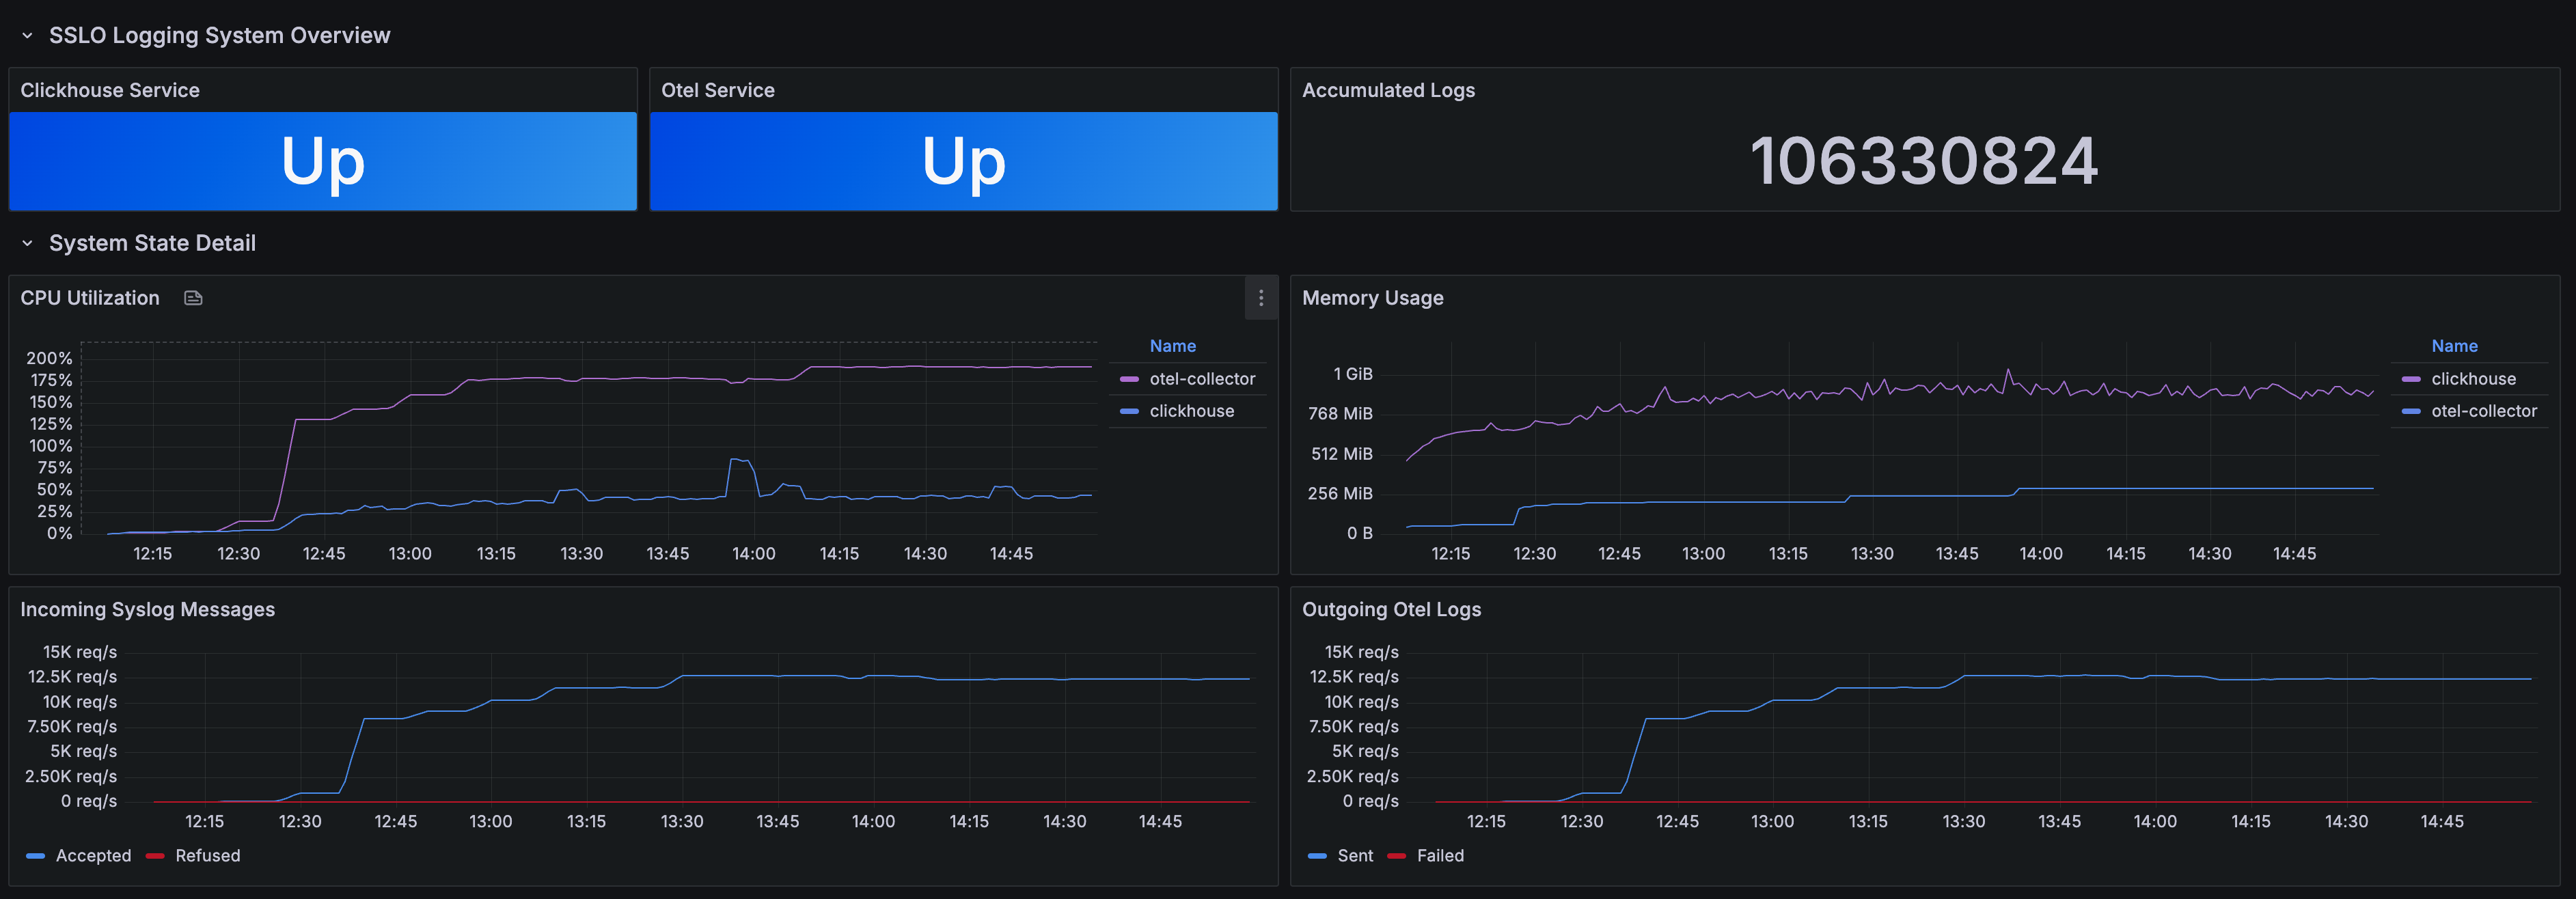 SSLO Logging System Overview
Clickhouse Service
Otel Service
Accumulated Logs
Up
Up
106330824
System State Detail
CPU Utilization
200%
175%
150%
125%
100%
75%
50%
25%
0%
12:15 12:30 12:45 13:00 13:15 13:30 13:45 14:00 14:15 14:30 14:45
Name
otel-collector
clickhouse
Memory Usage
1 GiB
768 MiB
512 MiB
256 MiB
0 B
12:15 12:30 12:45 13:00 13:15 13:30 13:45 14:00 14:15 14:30 14:45
Name
clickhouse
otel-collector
Incoming Syslog Messages
15K req/s
12.5K req/s
10K req/s
7.50K req/s
5K req/s
2.50K req/s
0 req/s
12:15 12:30 12:45 13:00 13:15 13:30 13:45 14:00 14:15 14:30 14:45
Accepted Refused
Outgoing Otel Logs
15K req/s
12.5K req/s
10K req/s
7.50K req/s
5K req/s
2.50K req/s
0 req/s
12:15 12:30 12:45 13:00 13:15 13:30 13:45 14:00 14:15 14:30 14:45
Sent Failed